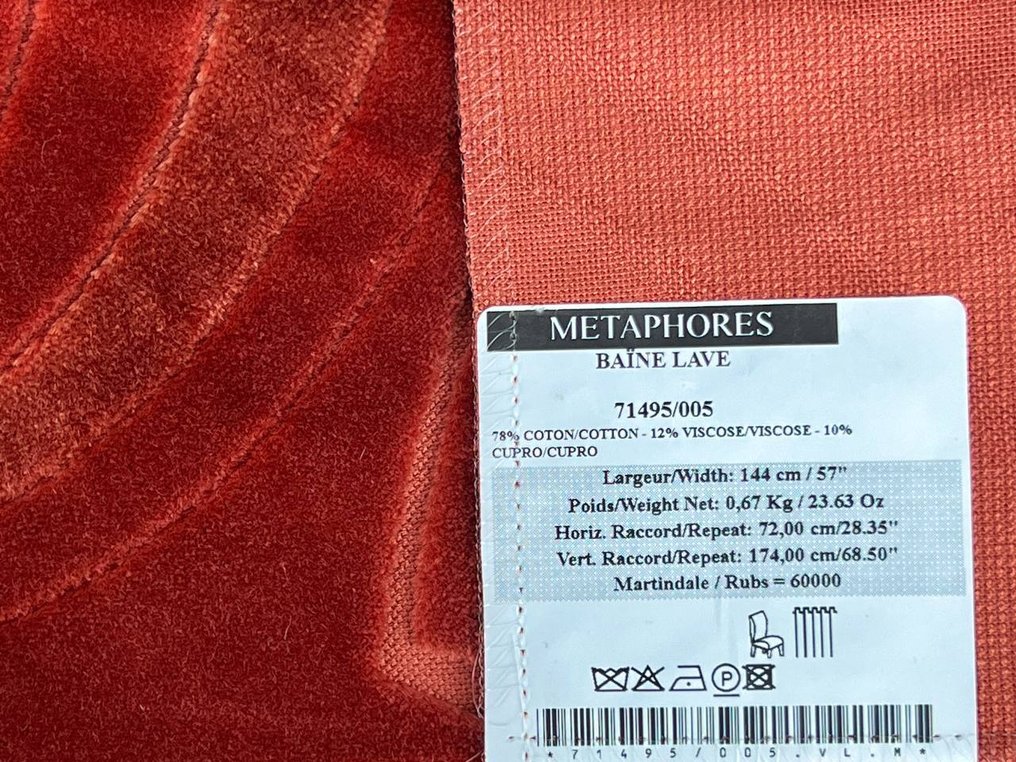 METAPHORES
BAÏNE LAVE
71495/005
78% COTON/COTTON - 12% VISCOSE/VISCOSE - 10%
CUPRO/CUPRO
Largeur/Width: 144 cm / 57"
Poids/Weight Net: 0,67 Kg / 23.63 Oz
Horiz. Raccord/Repeat: 72,00 cm/28.35"
Vert. Raccord/Repeat: 174,00 cm/68.50"
Martindale / Rubs = 60000
P
*71495/005.VL.M*